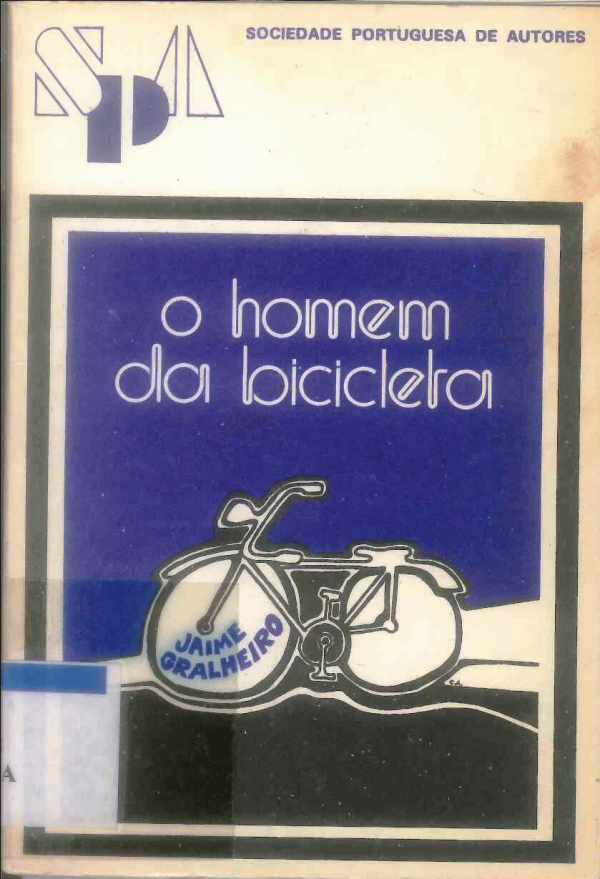 SPA
SOCIEDADE PORTUGUESA DE AUTORES
o homem
da bicicleta
JAIME
GRALHEIRO
C.A.
A